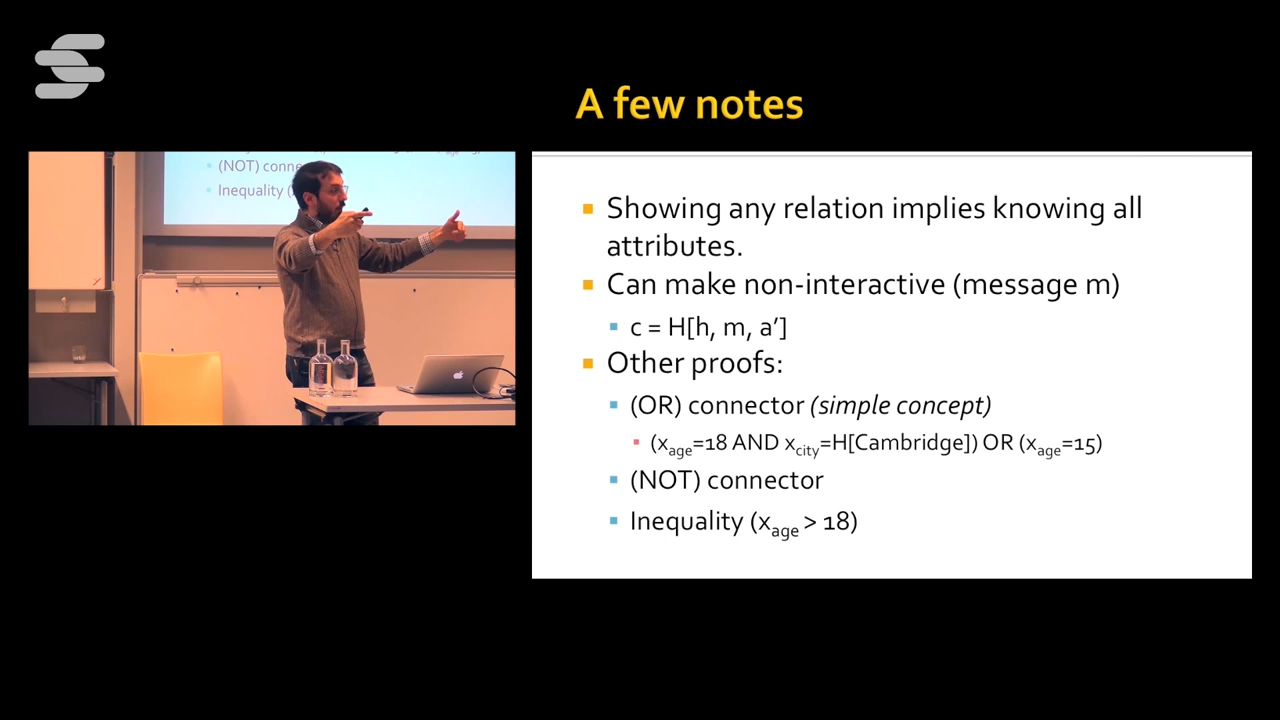 A few notes
(NOT) conne
Inequality (
Showing any relation implies knowing all
attributes.
Can make non-interactive (message m)
c = H[h, m, a′]
Other proofs:
(OR) connector (simple concept)
(xage=18 AND xcity=H[Cambridge]) OR (xage=15)
(NOT) connector
Inequality (xage > 18)